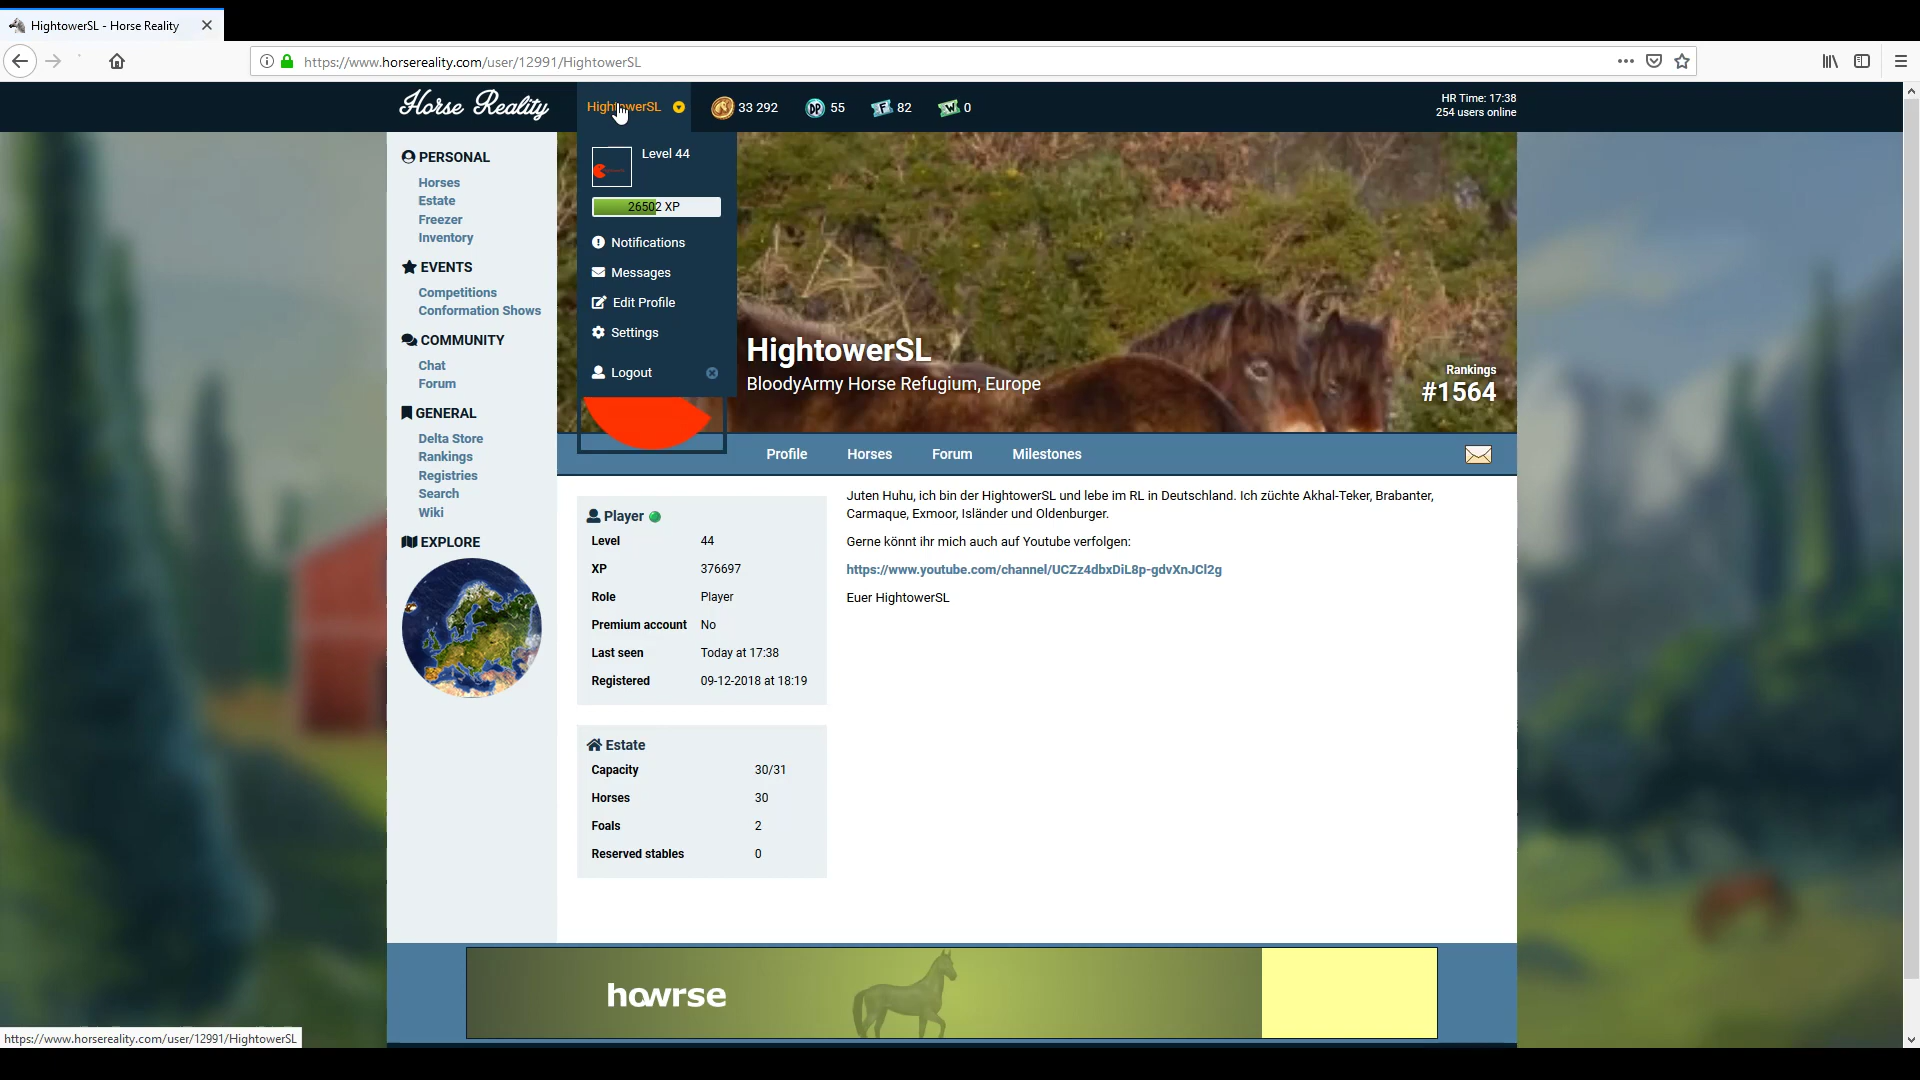 HightowerSL - Horse Reality
https://www.horsereality.com/user/12991/HightowerSL
Horse Reality
HightowerSL
33 292
DP 55
F 82
W 0
HR Time: 17:38
254 users online
PERSONAL
Horses
Estate
Freezer
Inventory
EVENTS
Competitions
Conformation Shows
COMMUNITY
Chat
Forum
GENERAL
Delta Store
Rankings
Registries
Search
Wiki
EXPLORE
Level 44
26502 XP
Notifications
Messages
Edit Profile
Settings
Logout
HightowerSL
BloodyArmy Horse Refugium, Europe
Rankings
#1564
Profile Horses Forum Milestones
Player
Level 44
XP 376697
Role Player
Premium account No
Last seen Today at 17:38
Registered 09-12-2018 at 18:19
Estate
Capacity 30/31
Horses 30
Foals 2
Reserved stables 0
Juten Huhu, ich bin der HightowerSL und lebe im RL in Deutschland. Ich züchte Akhal-Teker, Brabanter,
Carmaque, Exmoor, Isländer und Oldenburger.
Gerne könnt ihr mich auch auf Youtube verfolgen:
https://www.youtube.com/channel/UCZz4dbxDiL8p-gdvXnJCl2g
Euer HightowerSL
howrse
https://www.horsereality.com/user/12991/HightowerSL